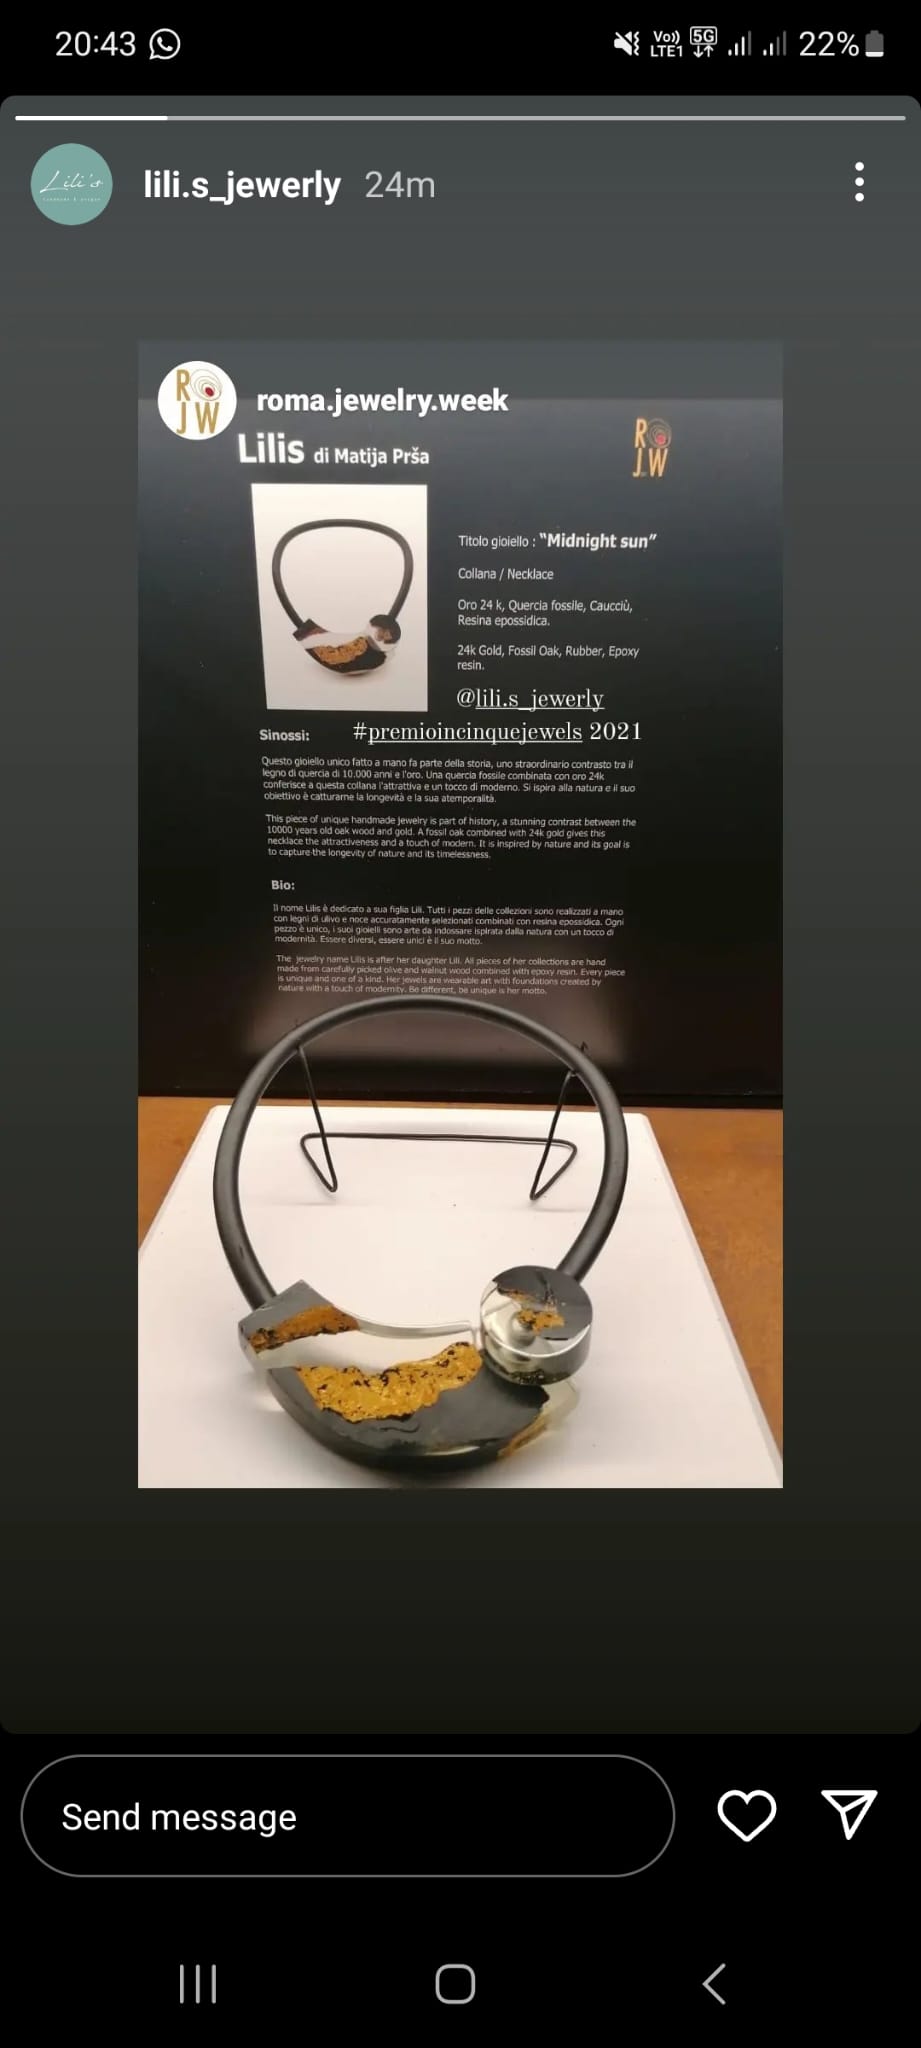 20:43
Vo))
LTE1
5G
22%
Lili's
lili.s_jewerly 24m
R
JW
roma.jewelry.week
Lilis di Matija Prša
R
JW
Titolo gioiello : "Midnight sun"
Collana / Necklace
Oro 24 k, Quercia fossile, Caucciù,
Resina epossidica.
24k Gold, Fossil Oak, Rubber, Epoxy
resin.
@lili.s_jewerly
#premioincinquejewels 2021
Sinossi:
Questo gioiello unico fatto a mano fa parte della storia, uno straordinario contrasto tra il
legno di quercia di 10.000 anni e l'oro. Una quercia fossile combinata con oro 24k
conferisce a questa collana l'attrattiva e un tocco di moderno. Si ispira alla natura e il suo
obiettivo è catturarne la longevità e la sua atemporalità.
This piece of unique handmade jewelry is part of history, a stunning contrast between the
10000 years old oak wood and gold. A fossil oak combined with 24k gold gives this
necklace the attractiveness and a touch of modern. It is inspired by nature and its goal is
to capture the longevity of nature and its timelessness.
Bio:
Il nome Lilis è dedicato a sua figlia Lili. Tutti i pezzi delle collezioni sono realizzati a mano
con legni di ulivo e noce accuratamente selezionati combinati con resina epossidica. Ogni
pezzo è unico, i suoi gioielli sono arte da indossare ispirata dalla natura con un tocco di
modernità. Essere diversi, essere unici è il suo motto.
The jewelry name Lilis is after her daughter Lili. All pieces of her collections are hand
made from carefully picked olive and walnut wood combined with epoxy resin. Every piece
is unique and one of a kind. Her jewels are wearable art with foundations created by
nature with a touch of modernity. Be different, be unique is her motto.
Send message